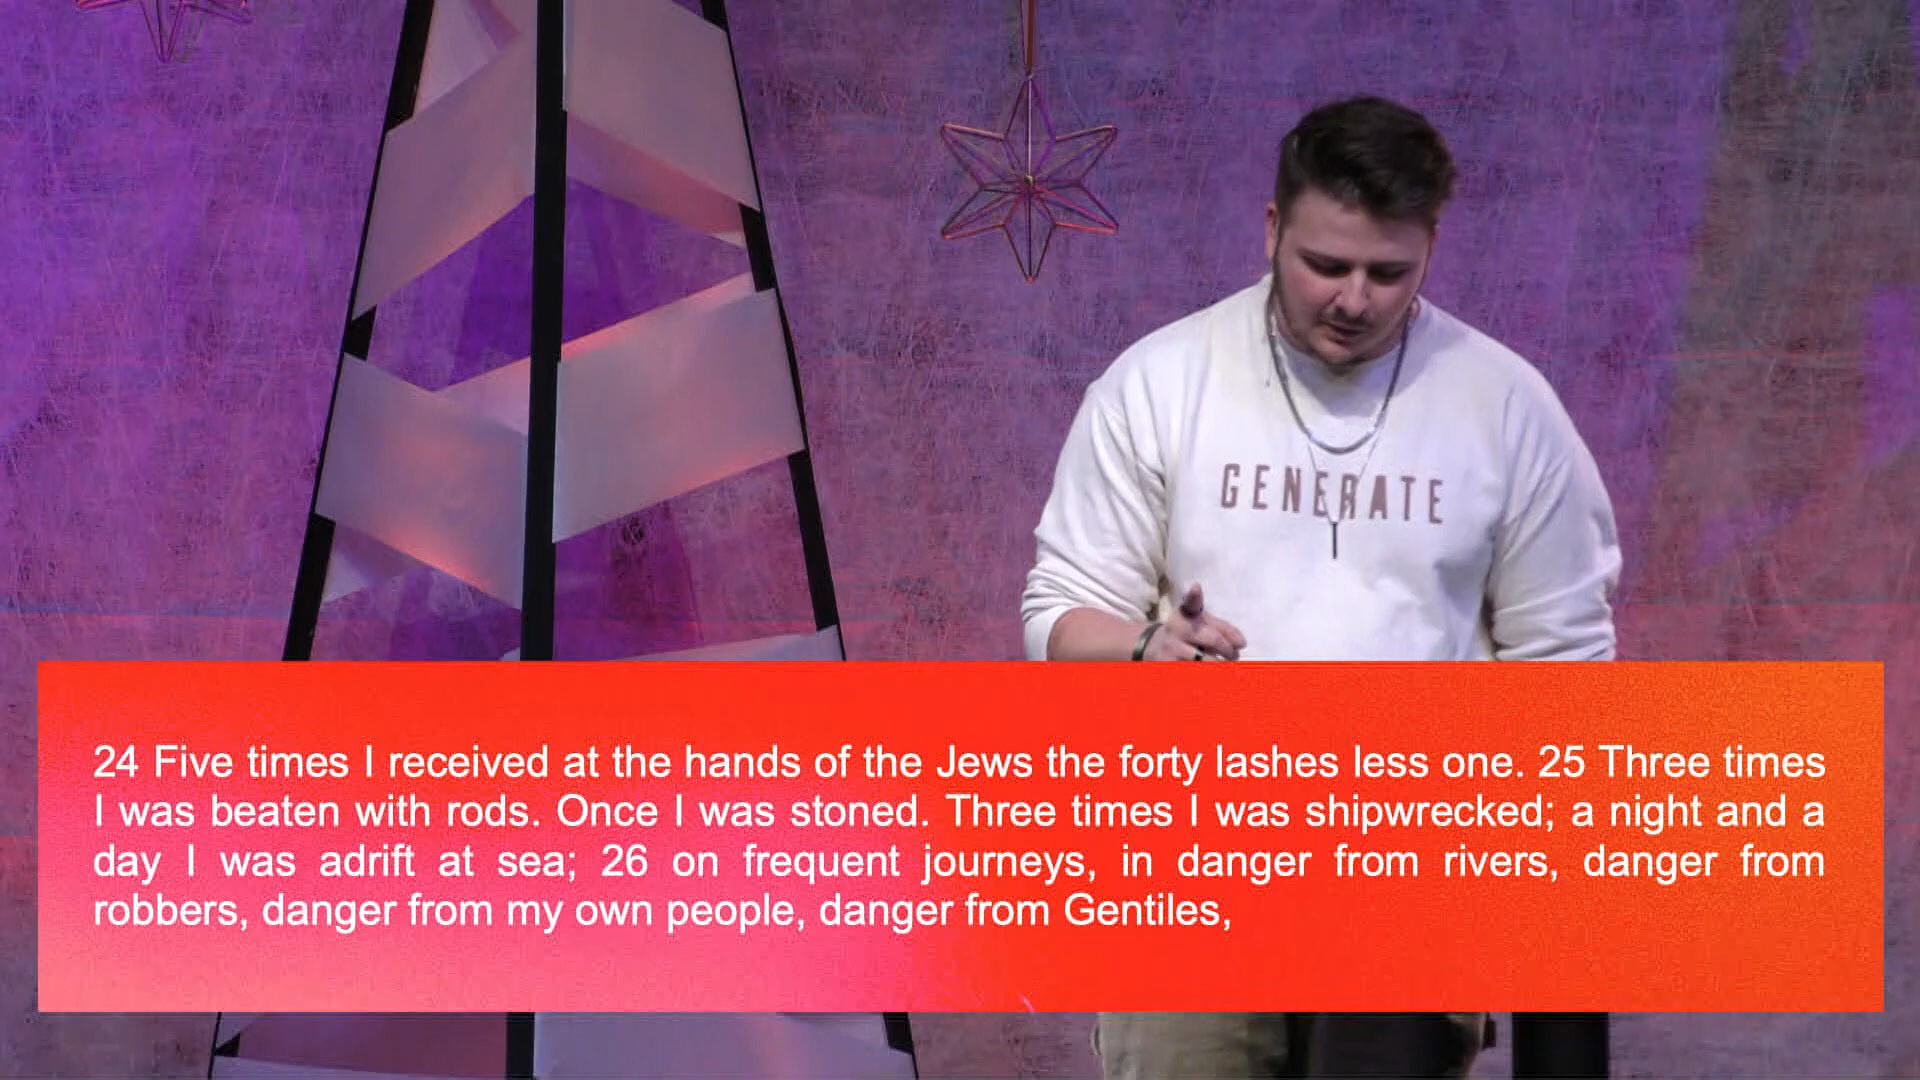 GENERATE
24 Five times I received at the hands of the Jews the forty lashes less one. 25 Three times
I was beaten with rods. Once I was stoned. Three times I was shipwrecked; a night and a
day I was adrift at sea; 26 on frequent journeys, in danger from rivers, danger from
robbers, danger from my own people, danger from Gentiles,